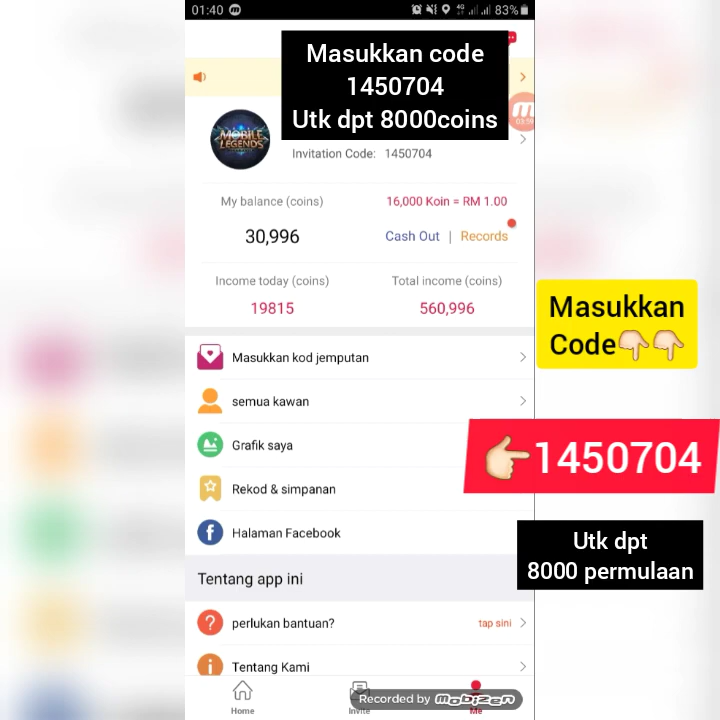 01:40
4G
83%
Masukkan code
1450704
Utk dpt 8000coins
MOBILE
LEGENDS
Invitation Code: 1450704
My balance (coins)
16,000 Koin = RM 1.00
30,996
Cash Out | Records
Income today (coins)
Total income (coins)
19815
560,996
Masukkan
Code👇🏻👇🏻
Masukkan kod jemputan
semua kawan
Grafik saya
👉🏻1450704
Rekod & simpanan
Halaman Facebook
Utk dpt
8000 permulaan
Tentang app ini
perlukan bantuan?
tap sini
Tentang Kami
Recorded by MOBIZEN
Home
Invite
Me